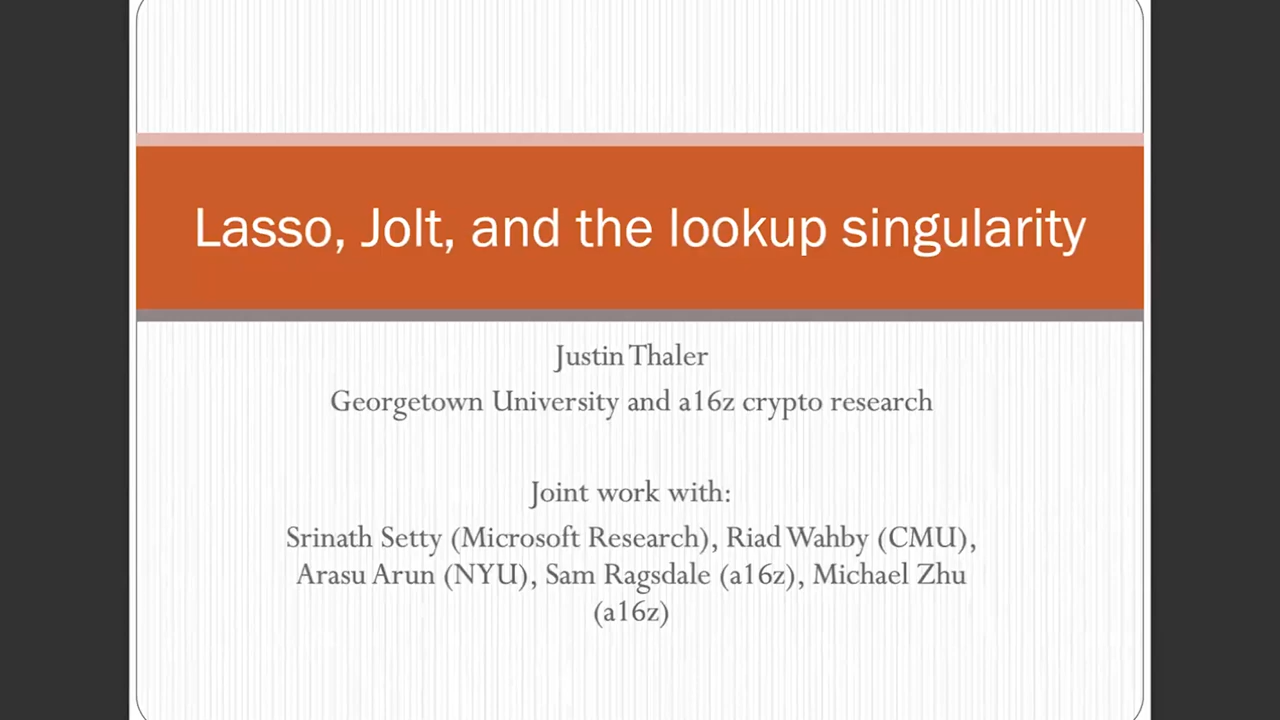 Lasso, Jolt, and the lookup singularity
Justin Thaler
Georgetown University and a16z crypto research
Joint work with:
Srinath Setty (Microsoft Research), Riad Wahby (CMU),
Arasu Arun (NYU), Sam Ragsdale (a16z), Michael Zhu
(a16z)